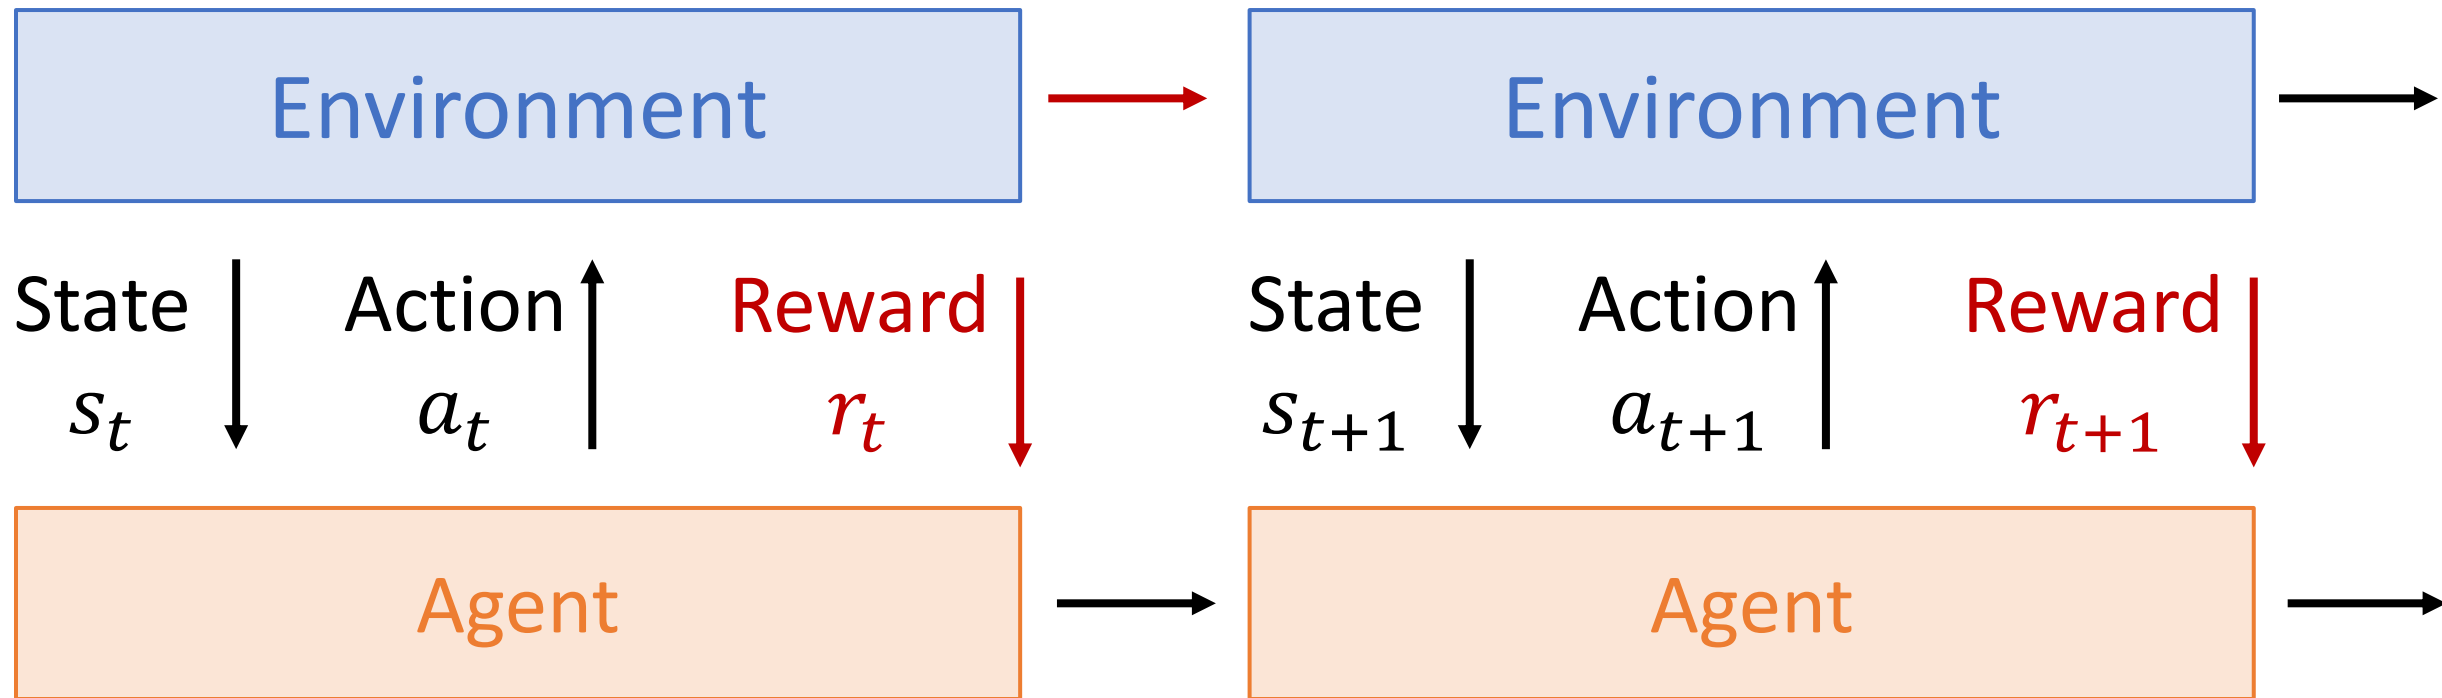 Environment Environment
State Action Reward State Action Reward
s_t a_t r_t s_{t+1} a_{t+1} r_{t+1}
Agent Agent